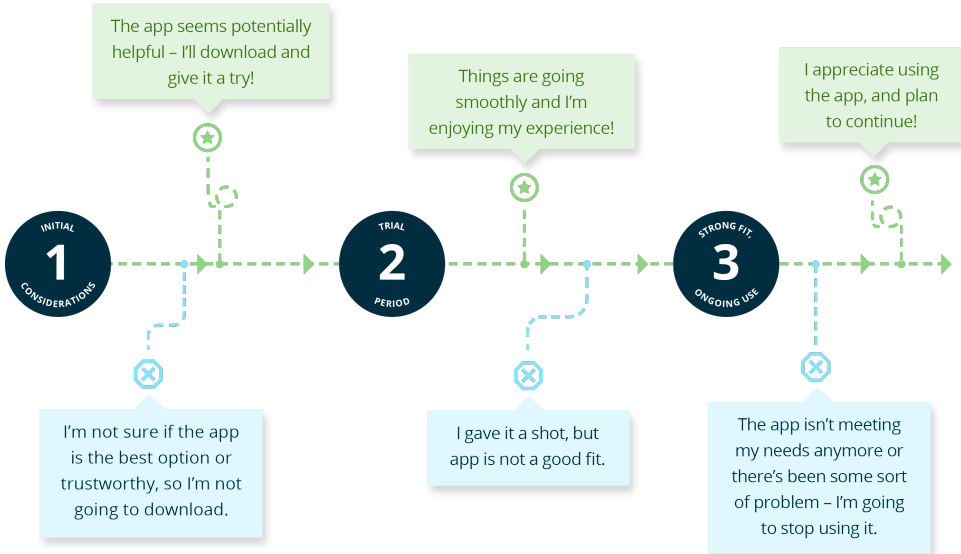 The app seems potentially
helpful – I’ll download and
give it a try!
Things are going
smoothly and I’m
enjoying my experience!
I appreciate using
the app, and plan
to continue!
INITIAL
1
CONSIDERATIONS
TRIAL
2
PERIOD
STRONG FIT,
3
ONGOING USE
I’m not sure if the app
is the best option or
trustworthy, so I’m not
going to download.
I gave it a shot, but
app is not a good fit.
The app isn’t meeting
my needs anymore or
there’s been some sort
of problem – I’m going
to stop using it.